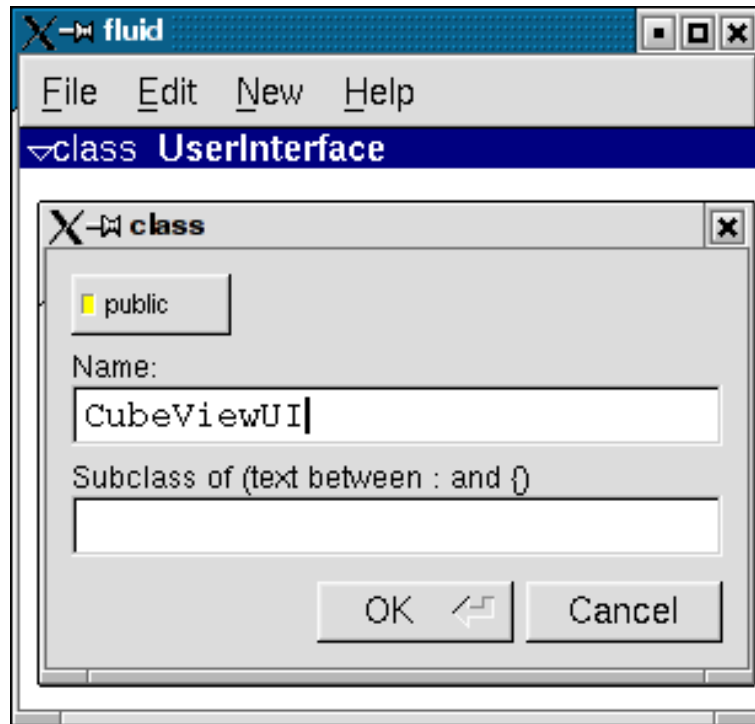 fluid
File Edit New Help
class UserInterface
class
public
Name:
CubeViewUI
Subclass of (text between : and {)
OK Cancel